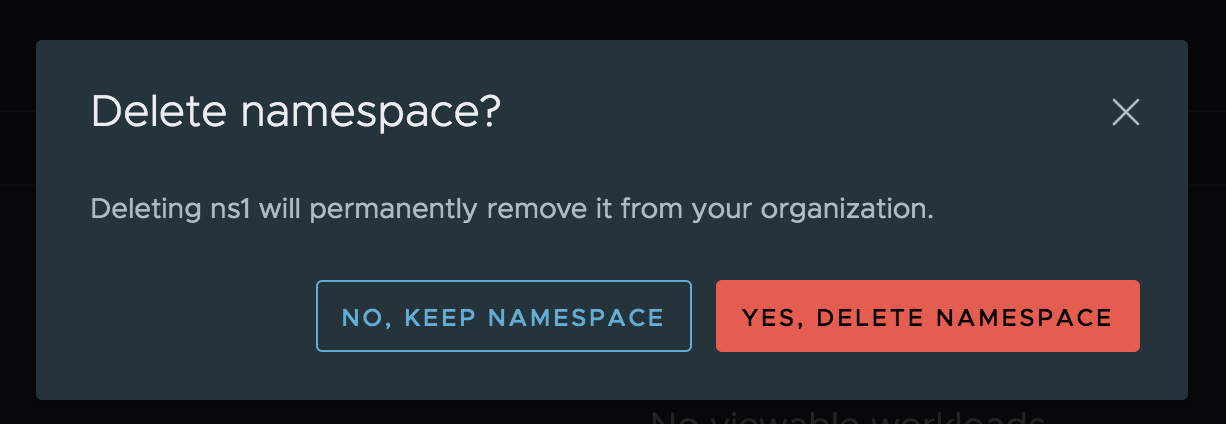 Delete namespace?
Deleting ns1 will permanently remove it from your organization.
NO, KEEP NAMESPACE
YES, DELETE NAMESPACE
No viewable workloads